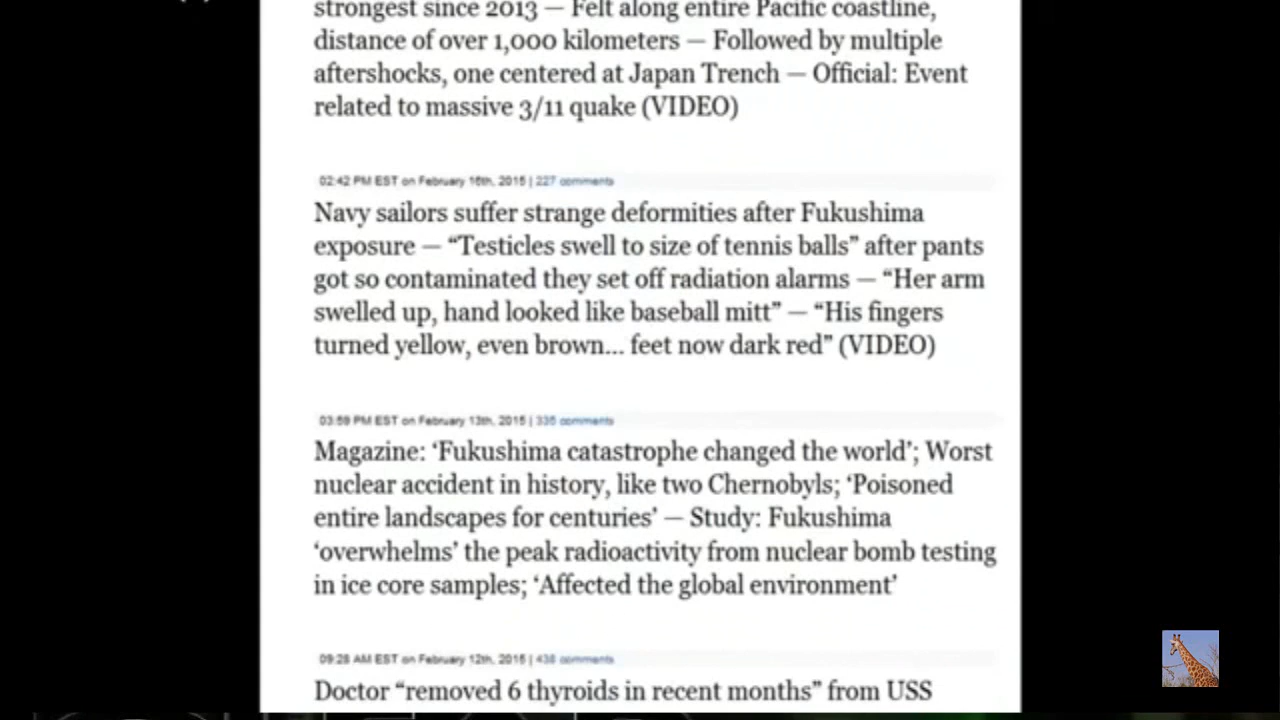 strongest since 2013 — Felt along entire Pacific coastline,
distance of over 1,000 kilometers — Followed by multiple
aftershocks, one centered at Japan Trench — Official: Event
related to massive 3/11 quake (VIDEO)
02:42 PM EST on February 16th, 2015 | 227 comments
Navy sailors suffer strange deformities after Fukushima
exposure — “Testicles swell to size of tennis balls” after pants
got so contaminated they set off radiation alarms — “Her arm
swelled up, hand looked like baseball mitt” — “His fingers
turned yellow, even brown... feet now dark red” (VIDEO)
03:59 PM EST on February 13th, 2015 | 335 comments
Magazine: ‘Fukushima catastrophe changed the world’; Worst
nuclear accident in history, like two Chernobyls; ‘Poisoned
entire landscapes for centuries’ — Study: Fukushima
‘overwhelms’ the peak radioactivity from nuclear bomb testing
in ice core samples; ‘Affected the global environment’
09:28 AM EST on February 12th, 2015 | 438 comments
Doctor “removed 6 thyroids in recent months” from USS